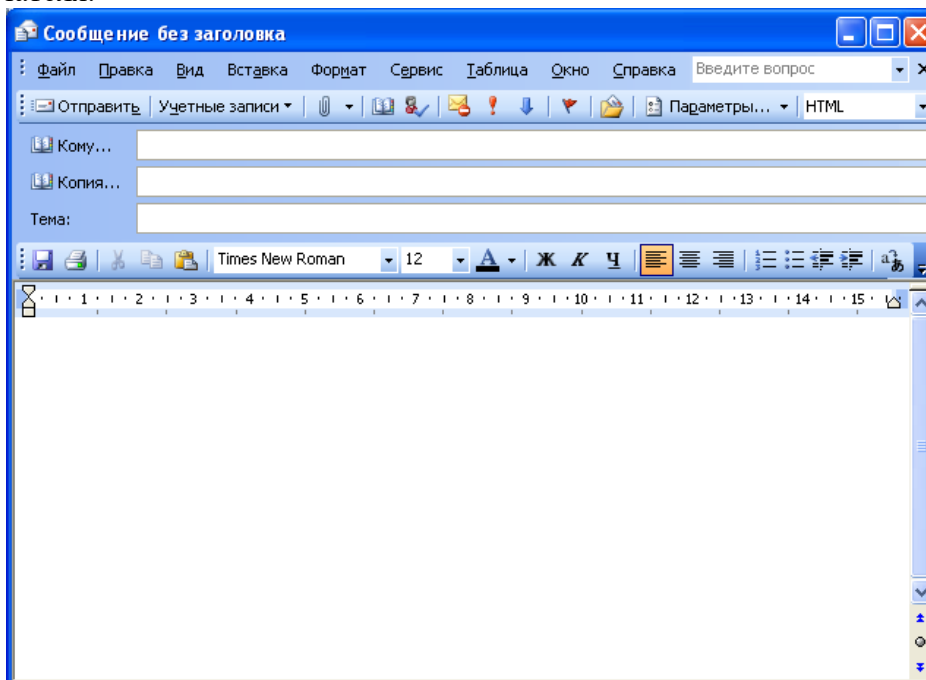 Сообщение без заголовка
Файл Правка Вид Вставка Формат Сервис Таблица Окно Справка Введите вопрос
Отправить Учетные записи Параметры... HTML
Кому...
Копия...
Тема:
Times New Roman 12 Ж К Ч
1 2 3 4 5 6 7 8 9 10 11 12 13 14 15